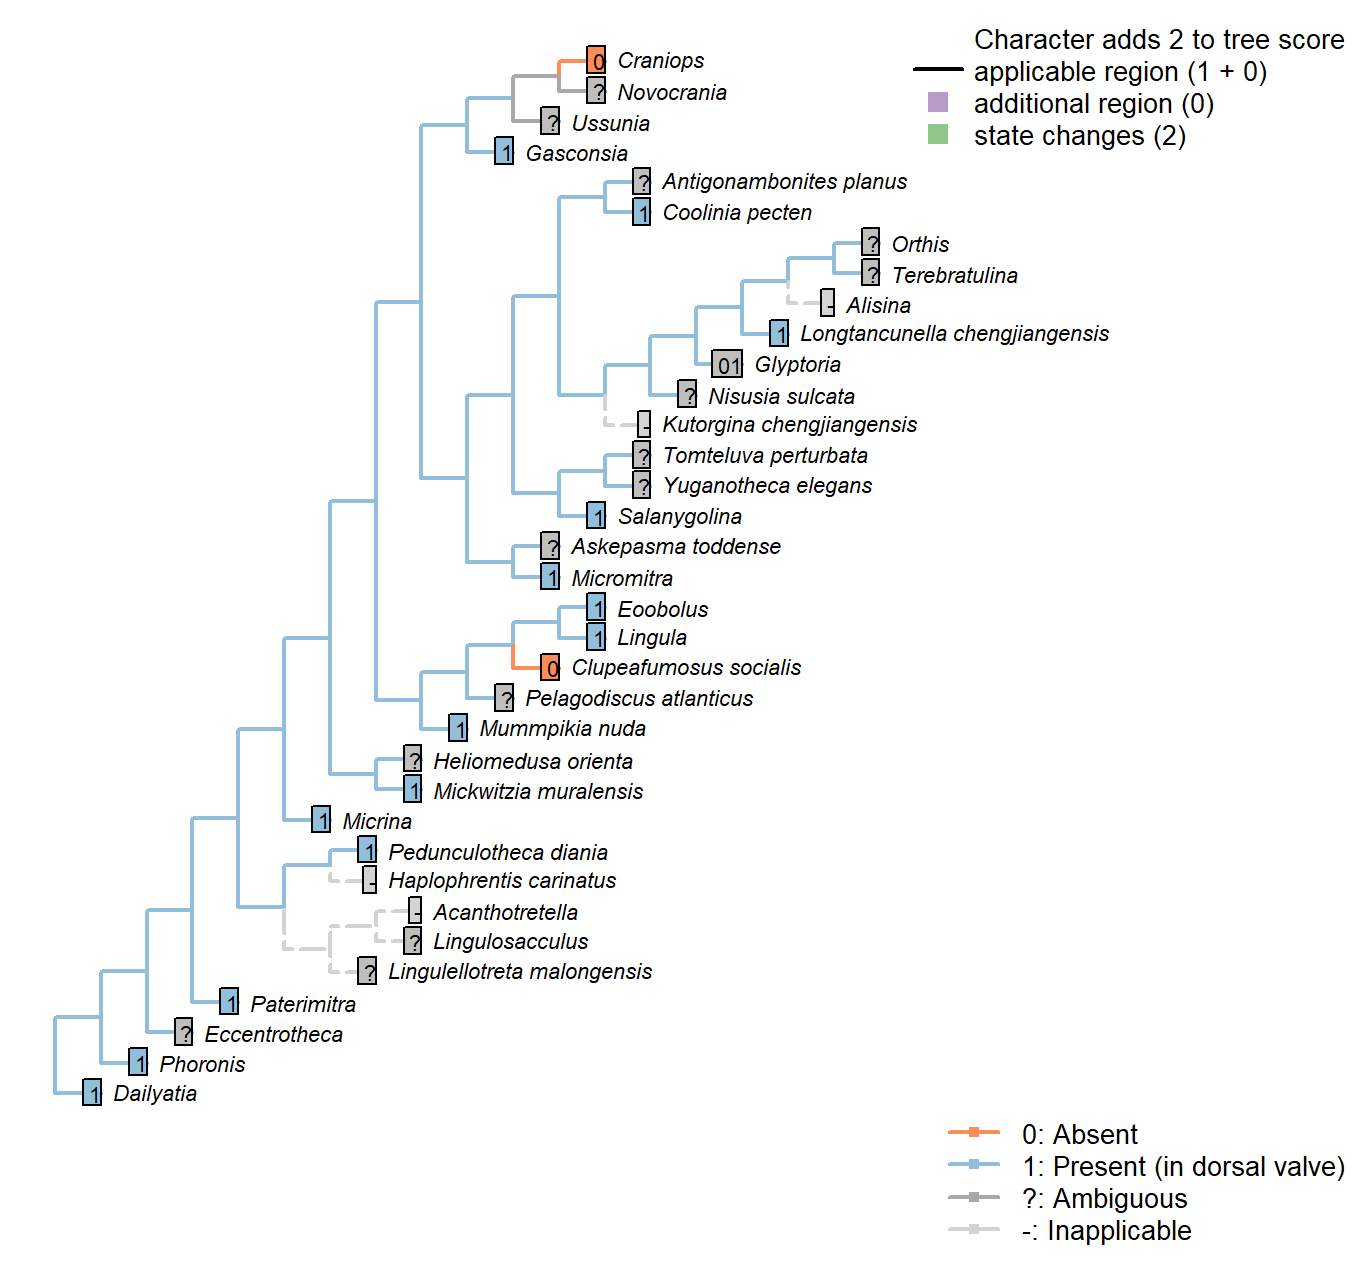 Character adds 2 to tree score
applicable region (1 + 0)
additional region (0)
state changes (2)
0 Craniops
? Novocrania
? Ussunia
1 Gasconsia
? Antigonambonites planus
1 Coolinia pecten
? Orthis
? Terebratulina
- Alisina
1 Longtancunella chengjiangensis
01 Glyptoria
? Nisusia sulcata
- Kutorgina chengjiangensis
? Tomteluva perturbata
? Yuganotheca elegans
1 Salanygolina
? Askepasma toddense
1 Micromitra
1 Eoobolus
1 Lingula
0 Clupeafumosus socialis
? Pelagodiscus atlanticus
1 Mummpikia nuda
? Heliomedusa orienta
1 Mickwitzia muralensis
1 Micrina
1 Pedunculotheca diania
- Haplophrentis carinatus
- Acanthotretella
? Lingulosacculus
? Lingulellotreta malongensis
1 Paterimitra
? Eccentrotheca
1 Phoronis
1 Dailyatia
0: Absent
1: Present (in dorsal valve)
?: Ambiguous
-: Inapplicable